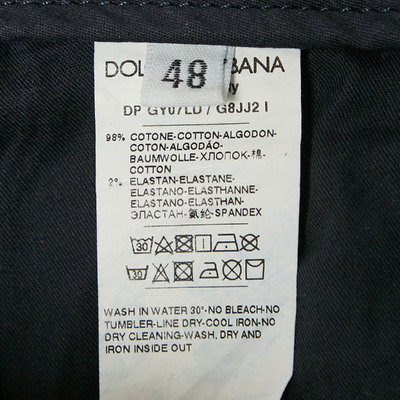 48
DP GY07LD / G8JJ2 I
98% COTONE-COTTON-ALGODON-
COTON-ALGODÃO-
BAUMWOLLE-ХЛОПОК-棉-
COTTON
2% ELASTAN-ELASTANE-
ELASTANO-ELASTHANNE-
ELASTANO-ELASTHAN-
ЭЛАСТАН-氨纶-SPANDEX
30
30
WASH IN WATER 30°-NO BLEACH-NO
TUMBLER-LINE DRY-COOL IRON-NO
DRY CLEANING-WASH, DRY AND
IRON INSIDE OUT